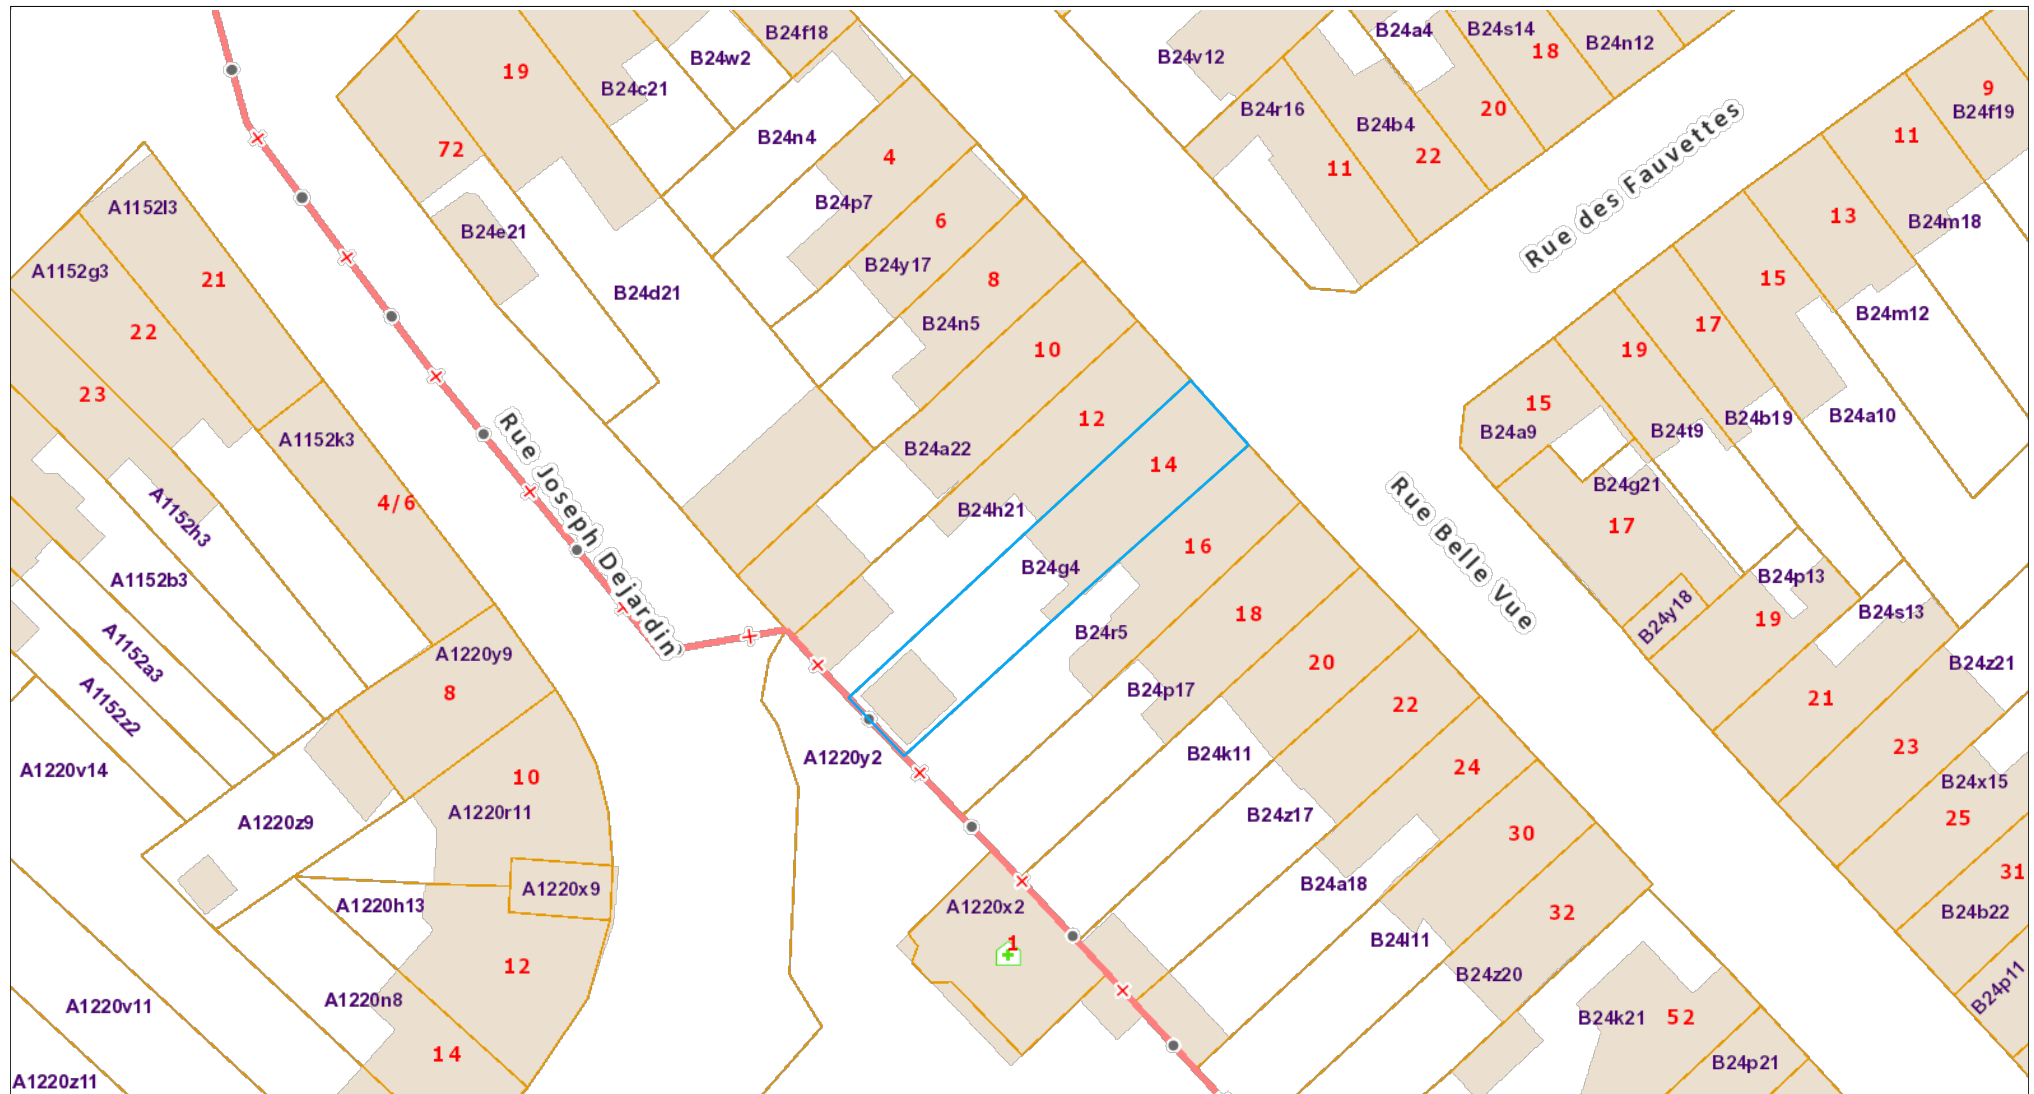 B24f18
B24a4
B24s14
B24n12
18
B24w2
B24v12
19
B24c21
9
B24r16
20
B24f19
B24b4
B24n4
11
72
4
22
11
A1152l3
B24p7
13
B24m18
6
B24e21
Rue des Fauvettes
A1152g3
21
B24y17
8
15
B24d21
22
B24n5
17
B24m12
10
19
23
15
12
B24b19
B24a10
A1152k3
B24a22
B24a9
B24t9
14
4/6
B24h21
B24g21
A1152h3
Rue Joseph Dejardin
16
17
Rue Belle Vue
B24g4
A1152b3
B24p13
18
B24y18
19
B24s13
B24r5
A1152a3
A1220y9
20
B24z21
8
B24p17
A1152z2
22
21
A1220v14
A1220y2
B24k11
23
10
24
B24x15
A1220z9
A1220r11
B24z17
30
25
A1220x9
B24a18
31
A1220h13
A1220x2
32
B24b22
1
B24l11
12
B24z20
B24p11
A1220v11
A1220n8
B24k21
52
14
B24p21
A1220z11